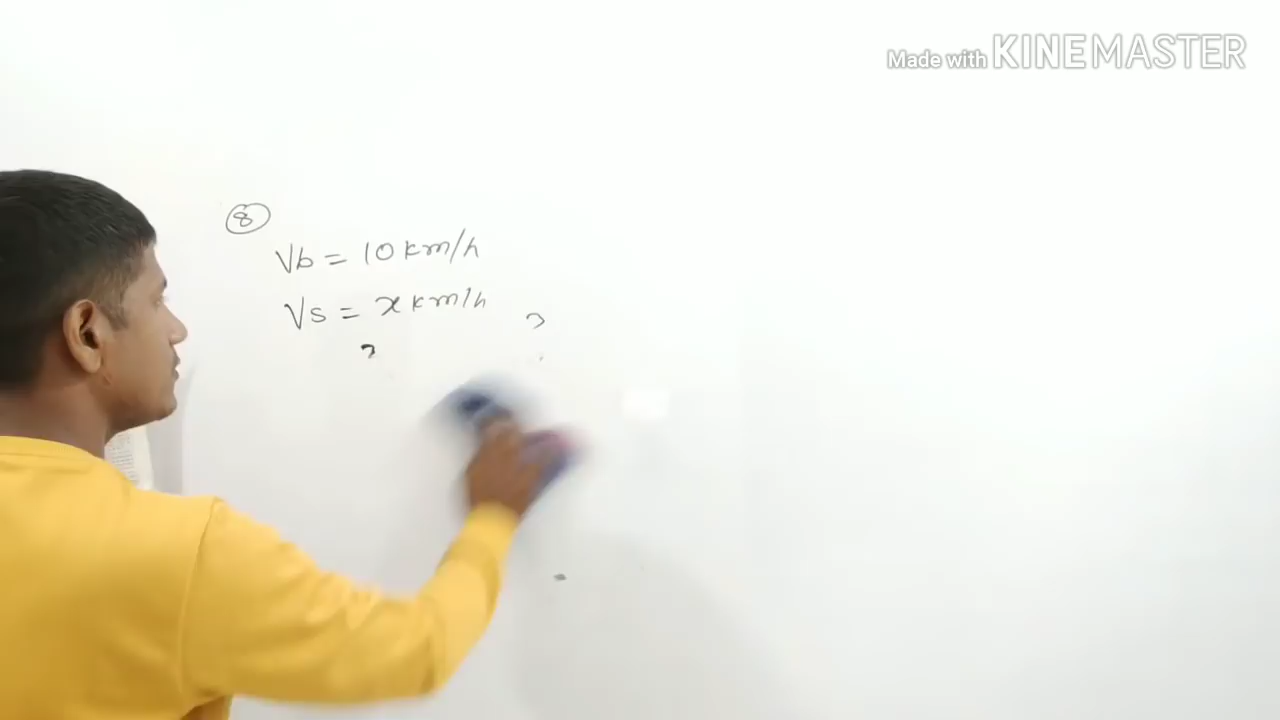 Made with KINEMASTER
8
Vb = 10 km/h
Vs = x km/h
?
?